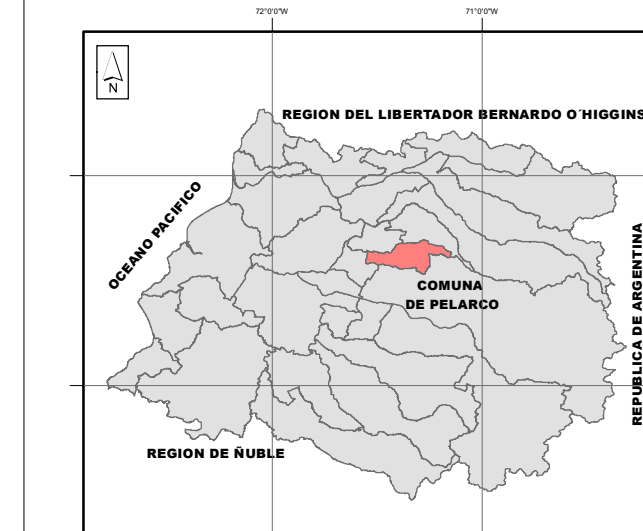 72°0'0"W 71°0'0"W
N
REGION DEL LIBERTADOR BERNARDO O´HIGGINS
OCEANO PACIFICO
REPUBLICA DE ARGENTINA
COMUNA
DE PELARCO
REGION DE ÑUBLE